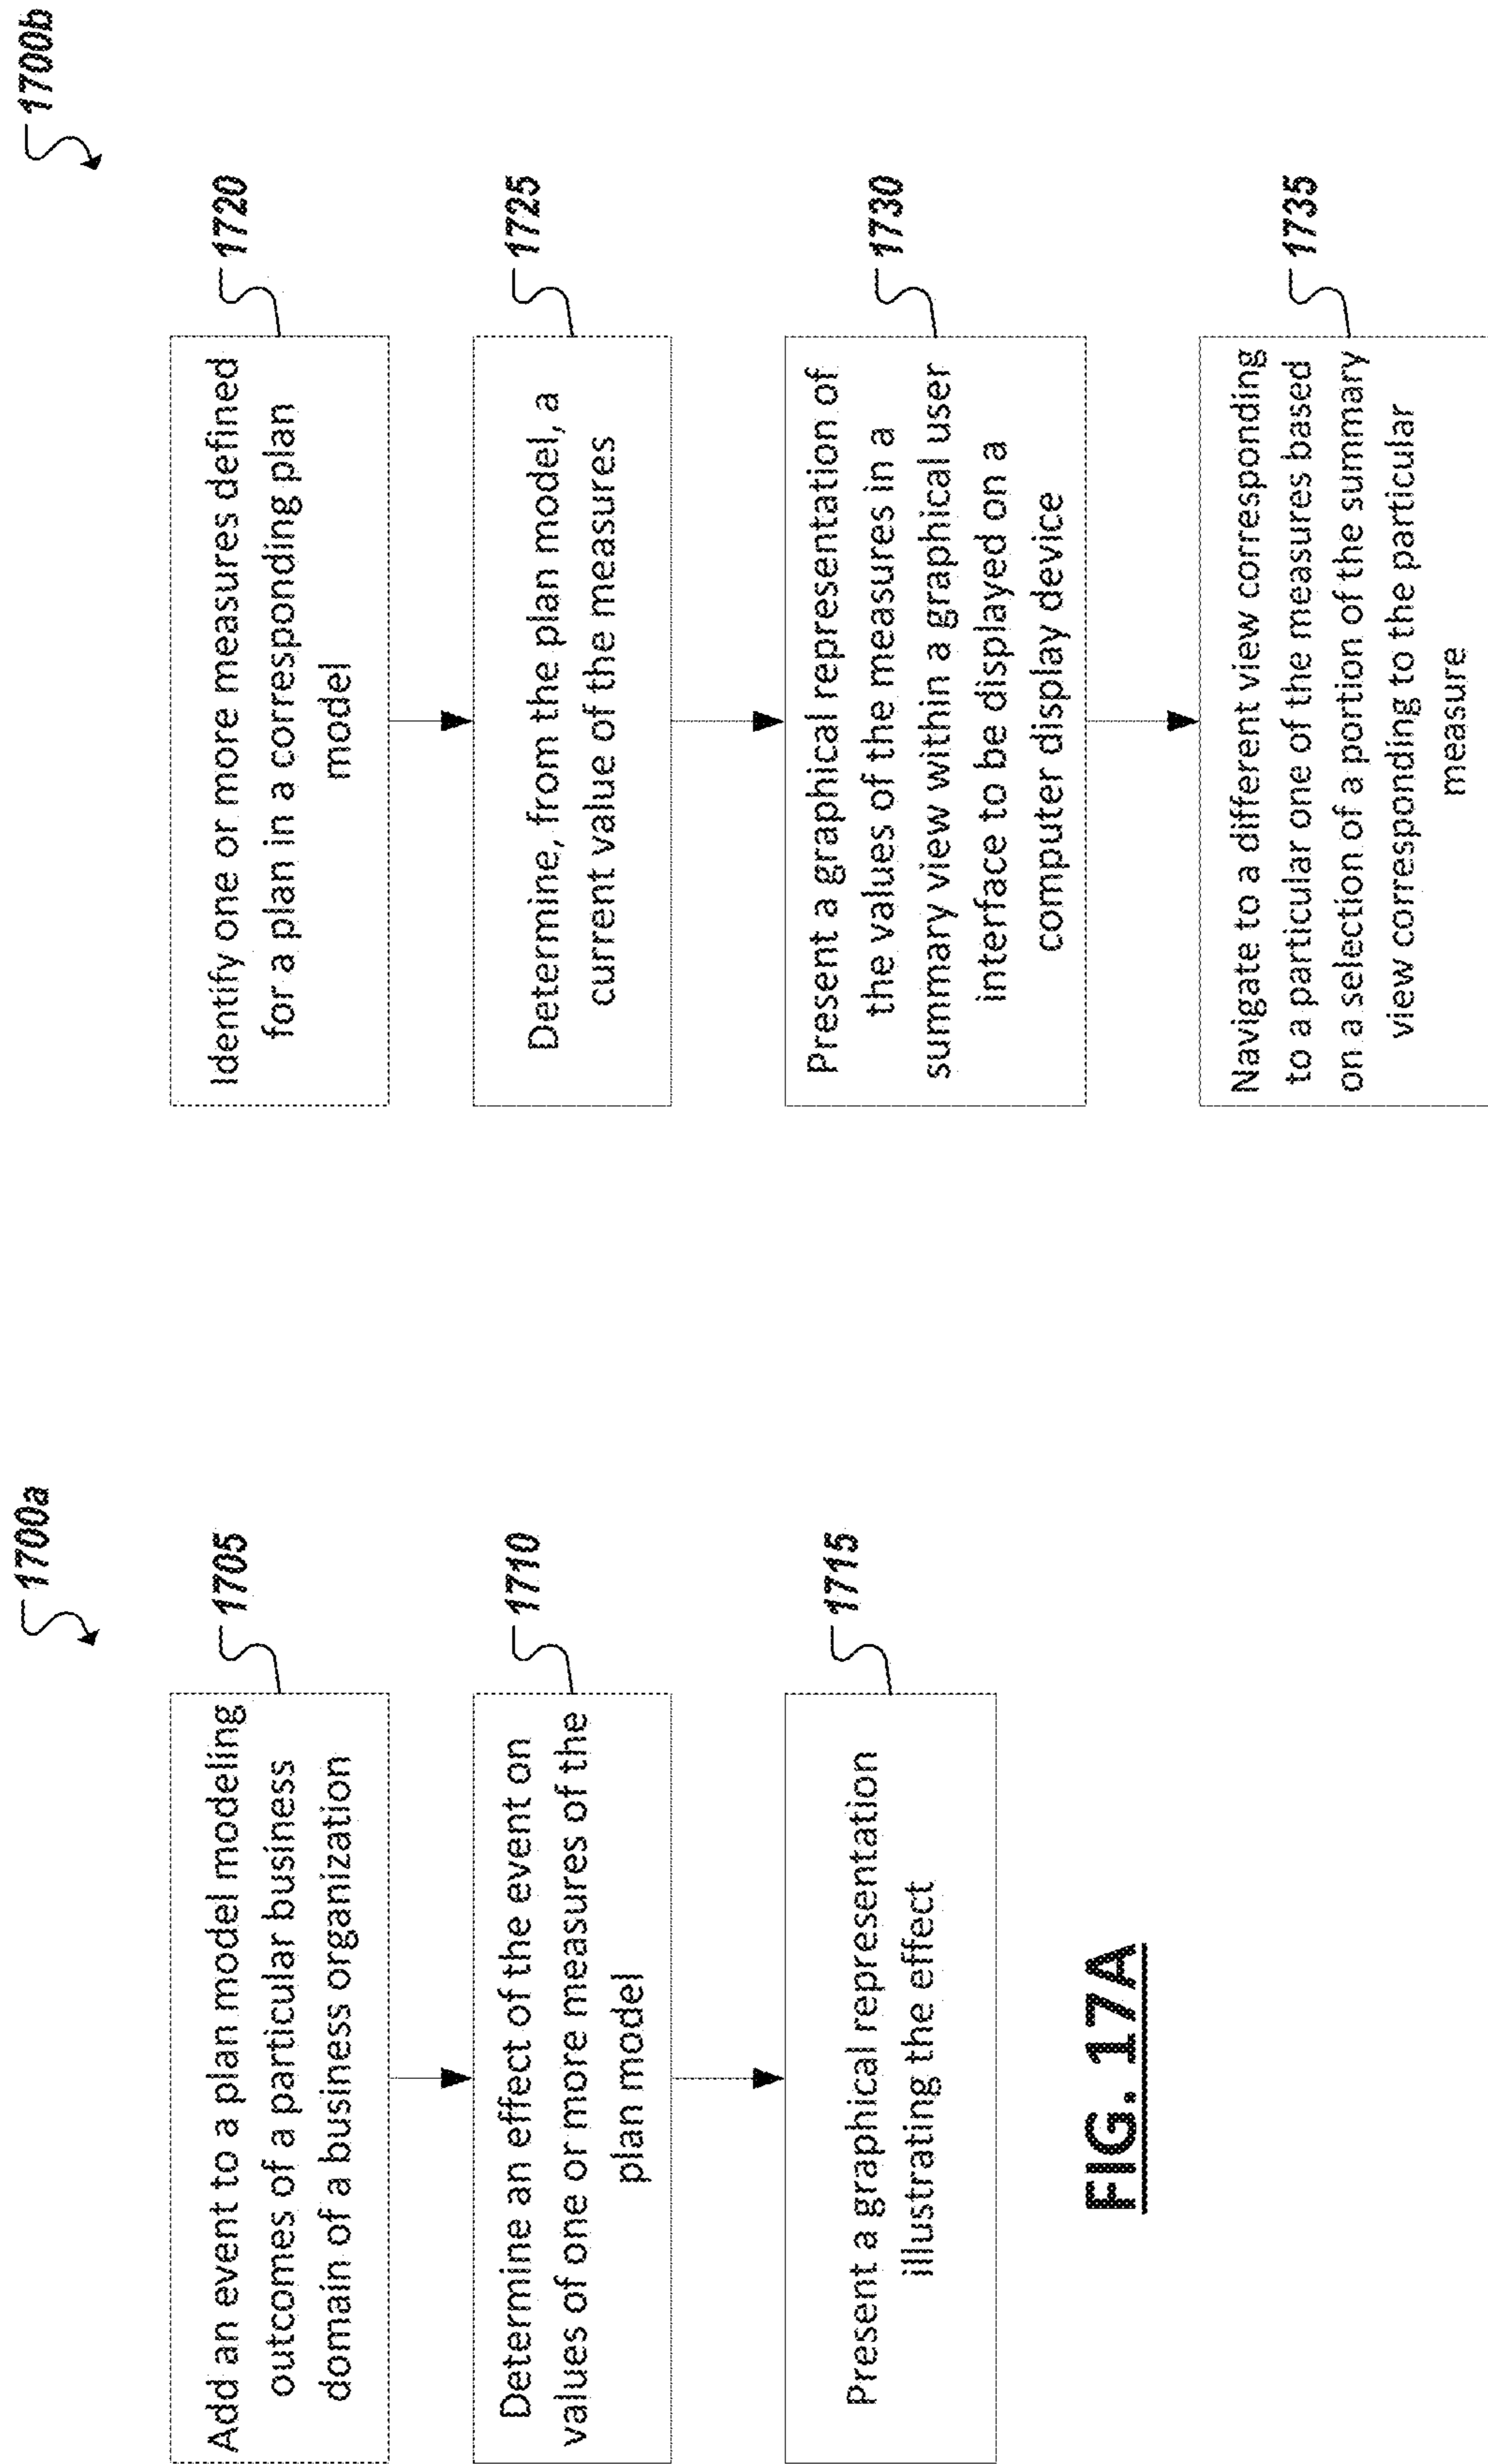 1700a
Add an event to a plan model modeling
outcomes of a particular business
domain of a business organization
1705
Determine an effect of the event on
values of one or more measures of the
plan model
1710
Present a graphical representation
illustrating the effect
1715
FIG. 17A
1700b
Identify one or more measures defined
for a plan in a corresponding plan
model
1720
Determine, from the plan model, a
current value of the measures
1725
Present a graphical representation of
the values of the measures in a
summary view within a graphical user
interface to be displayed on a
computer display device
1730
Navigate to a different view corresponding
to a particular one of the measures based
on a selection of a portion of the summary
view corresponding to the particular
measure
1735